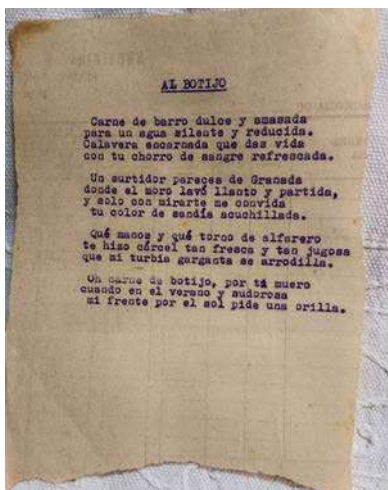 AL BOTIJO
Carne de barro dulce y amasada
para un agua silente y reducida.
Calavera encarnada que das vida
con tu chorro de sangre refrescada.
Un surtidor pareces de Granada
donde el moro lavó llanto y partida,
y solo con mirarte me convida
tu color de sandía acuchillada.
Qué manos y qué torno de alfarero
te hizo cárcel tan fresca y tan jugosa
que mi turbia garganta se arrodilla.
Oh carne de botijo, por tí muero
cuando en el verano y sudorosa
mi frente por el sol pide una orilla.